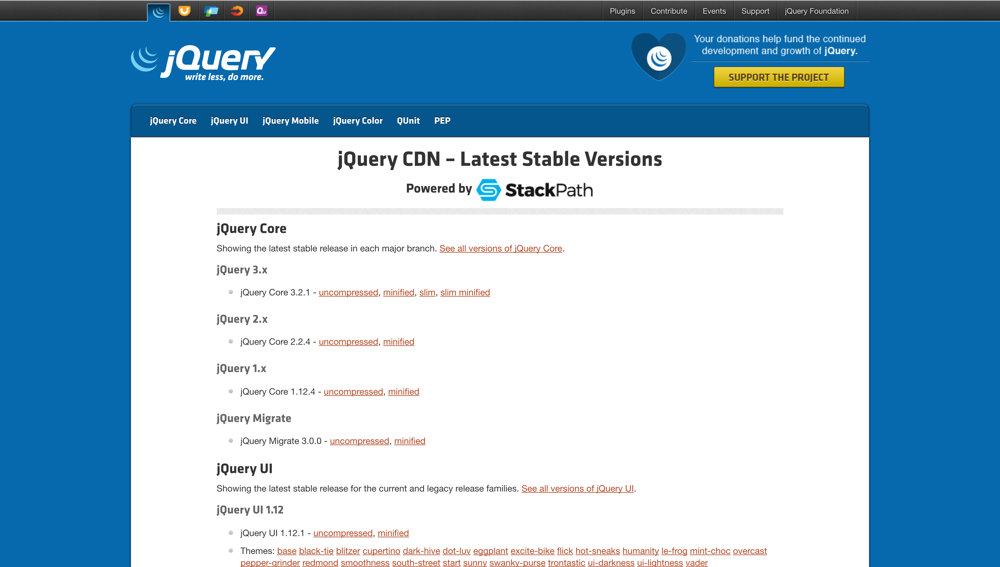 Qu
Plugins Contribute Events Support jQuery Foundation
jQuery
write less, do more.
Your donations help fund the continued
development and growth of jQuery.
SUPPORT THE PROJECT
jQuery Core jQuery UI jQuery Mobile jQuery Color QUnit PEP
jQuery CDN – Latest Stable Versions
Powered by StackPath
jQuery Core
Showing the latest stable release in each major branch. See all versions of jQuery Core.
jQuery 3.x
jQuery Core 3.2.1 - uncompressed, minified, slim, slim minified
jQuery 2.x
jQuery Core 2.2.4 - uncompressed, minified
jQuery 1.x
jQuery Core 1.12.4 - uncompressed, minified
jQuery Migrate
jQuery Migrate 3.0.0 - uncompressed, minified
jQuery UI
Showing the latest stable release for the current and legacy release families. See all versions of jQuery UI.
jQuery UI 1.12
jQuery UI 1.12.1 - uncompressed, minified
Themes: base black-tie blitzer cupertino dark-hive dot-luv eggplant excite-bike flick hot-sneaks humanity le-frog mint-choc overcast
pepper-grinder redmond smoothness south-street start sunny swanky-purse trontastic ui-darkness ui-lightness vader